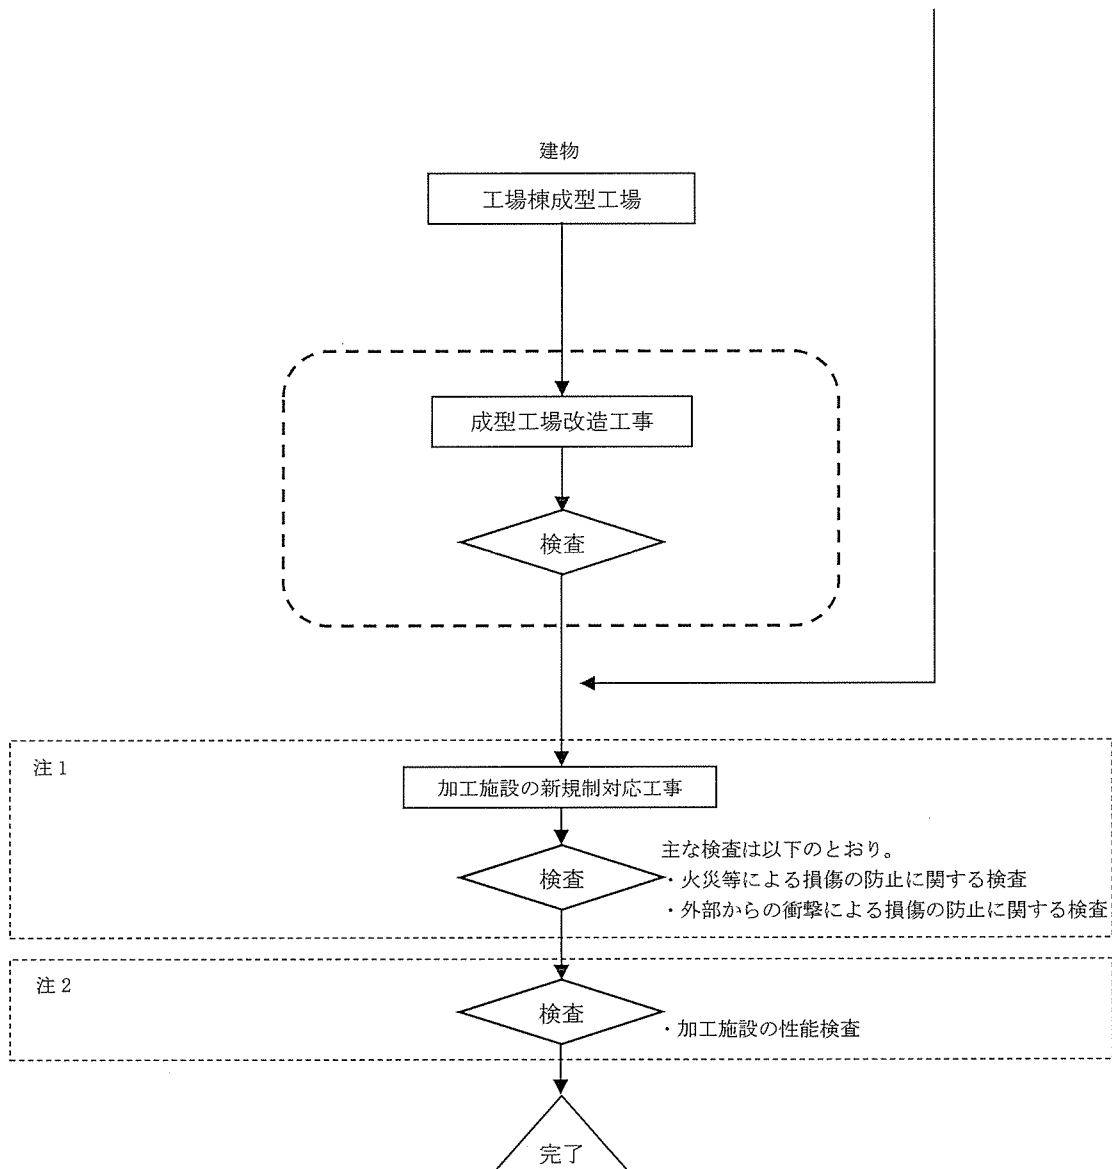 建物
工場棟成型工場
成型工場改造工事
検査
注1
加工施設の新規制対応工事
検査
主な検査は以下のとおり。
・火災等による損傷の防止に関する検査
・外部からの衝撃による損傷の防止に関する検査
注2
検査
・加工施設の性能検査
完了